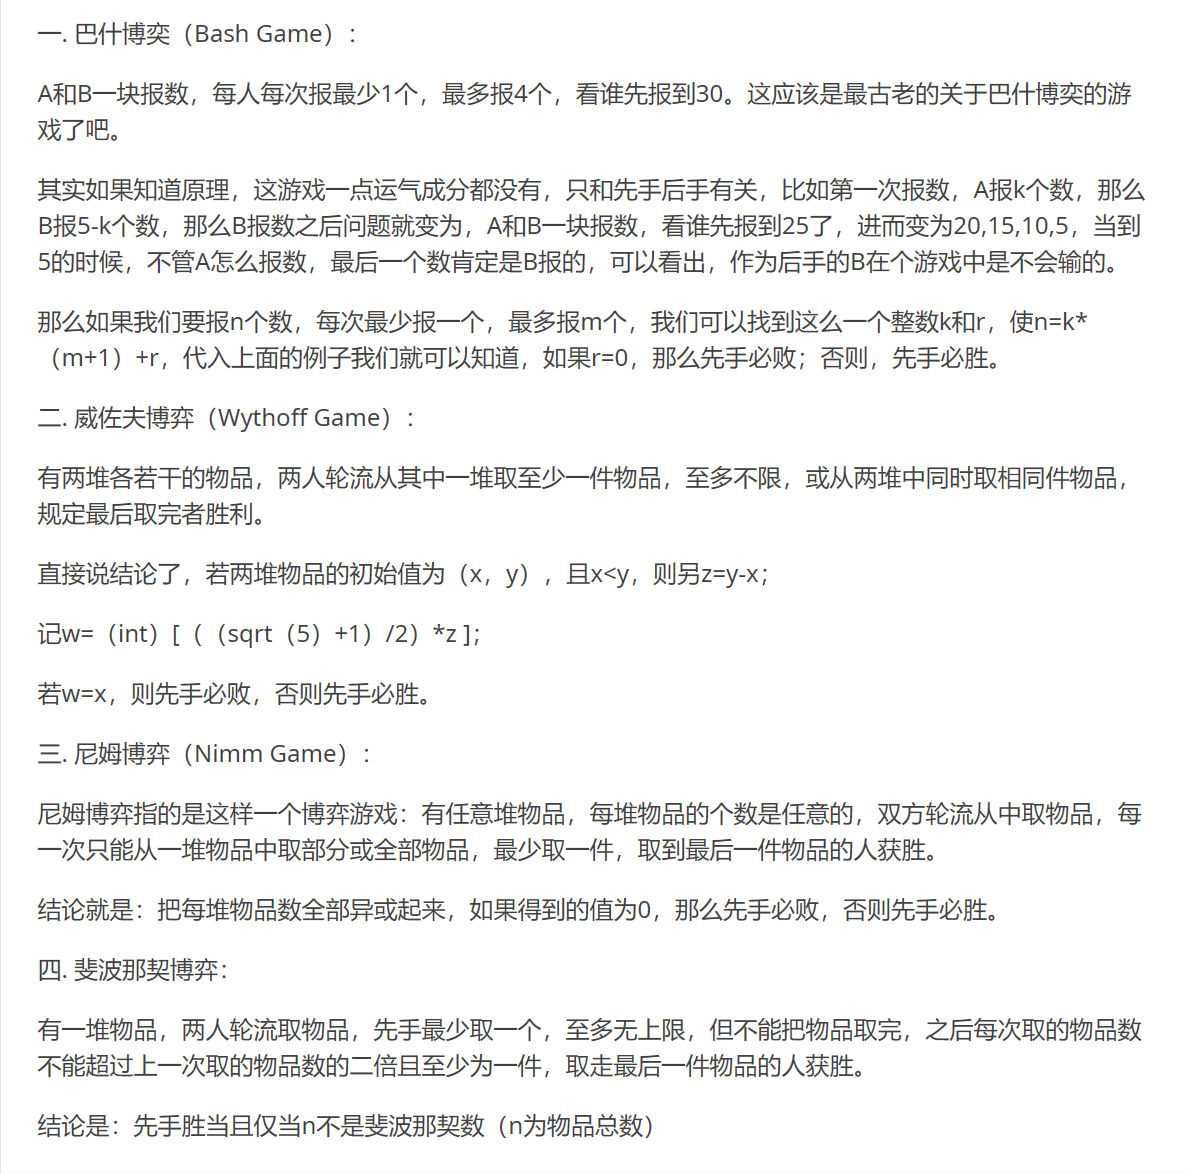 一. 巴什博奕（Bash Game）:
A和B一块报数，每人每次报最少1个，最多报4个，看谁先报到30。这应该是最古老的关于巴什博奕的游
戏了吧。
其实如果知道原理，这游戏一点运气成分都没有，只和先手后手有关，比如第一次报数，A报k个数，那么
B报5-k个数，那么B报数之后问题就变为，A和B一块报数，看谁先报到25了，进而变为20,15,10,5，当到
5的时候，不管A怎么报数，最后一个数肯定是B报的，可以看出，作为后手的B在个游戏中是不会输的。
那么如果我们要报n个数，每次最少报一个，最多报m个，我们可以找到这么一个整数k和r，使n=k*
（m+1）+r，代入上面的例子我们就可以知道，如果r=0，那么先手必败；否则，先手必胜。
二. 威佐夫博弈（Wythoff Game）:
有两堆各若干的物品，两人轮流从其中一堆取至少一件物品，至多不限，或从两堆中同时取相同件物品，
规定最后取完者胜利。
直接说结论了，若两堆物品的初始值为（x，y），且x<y，则另z=y-x；
记w=（int）[（（sqrt（5）+1）/2）*z ]；
若w=x，则先手必败，否则先手必胜。
三. 尼姆博弈（Nimm Game）:
尼姆博弈指的是这样一个博弈游戏：有任意堆物品，每堆物品的个数是任意的，双方轮流从中取物品，每
一次只能从一堆物品中取部分或全部物品，最少取一件，取到最后一件物品的人获胜。
结论就是：把每堆物品数全部异或起来，如果得到的值为0，那么先手必败，否则先手必胜。
四. 斐波那契博弈：
有一堆物品，两人轮流取物品，先手最少取一个，至多无上限，但不能把物品取完，之后每次取的物品数
不能超过上一次取的物品数的二倍且至少为一件，取走最后一件物品的人获胜。
结论是：先手胜当且仅当n不是斐波那契数（n为物品总数）